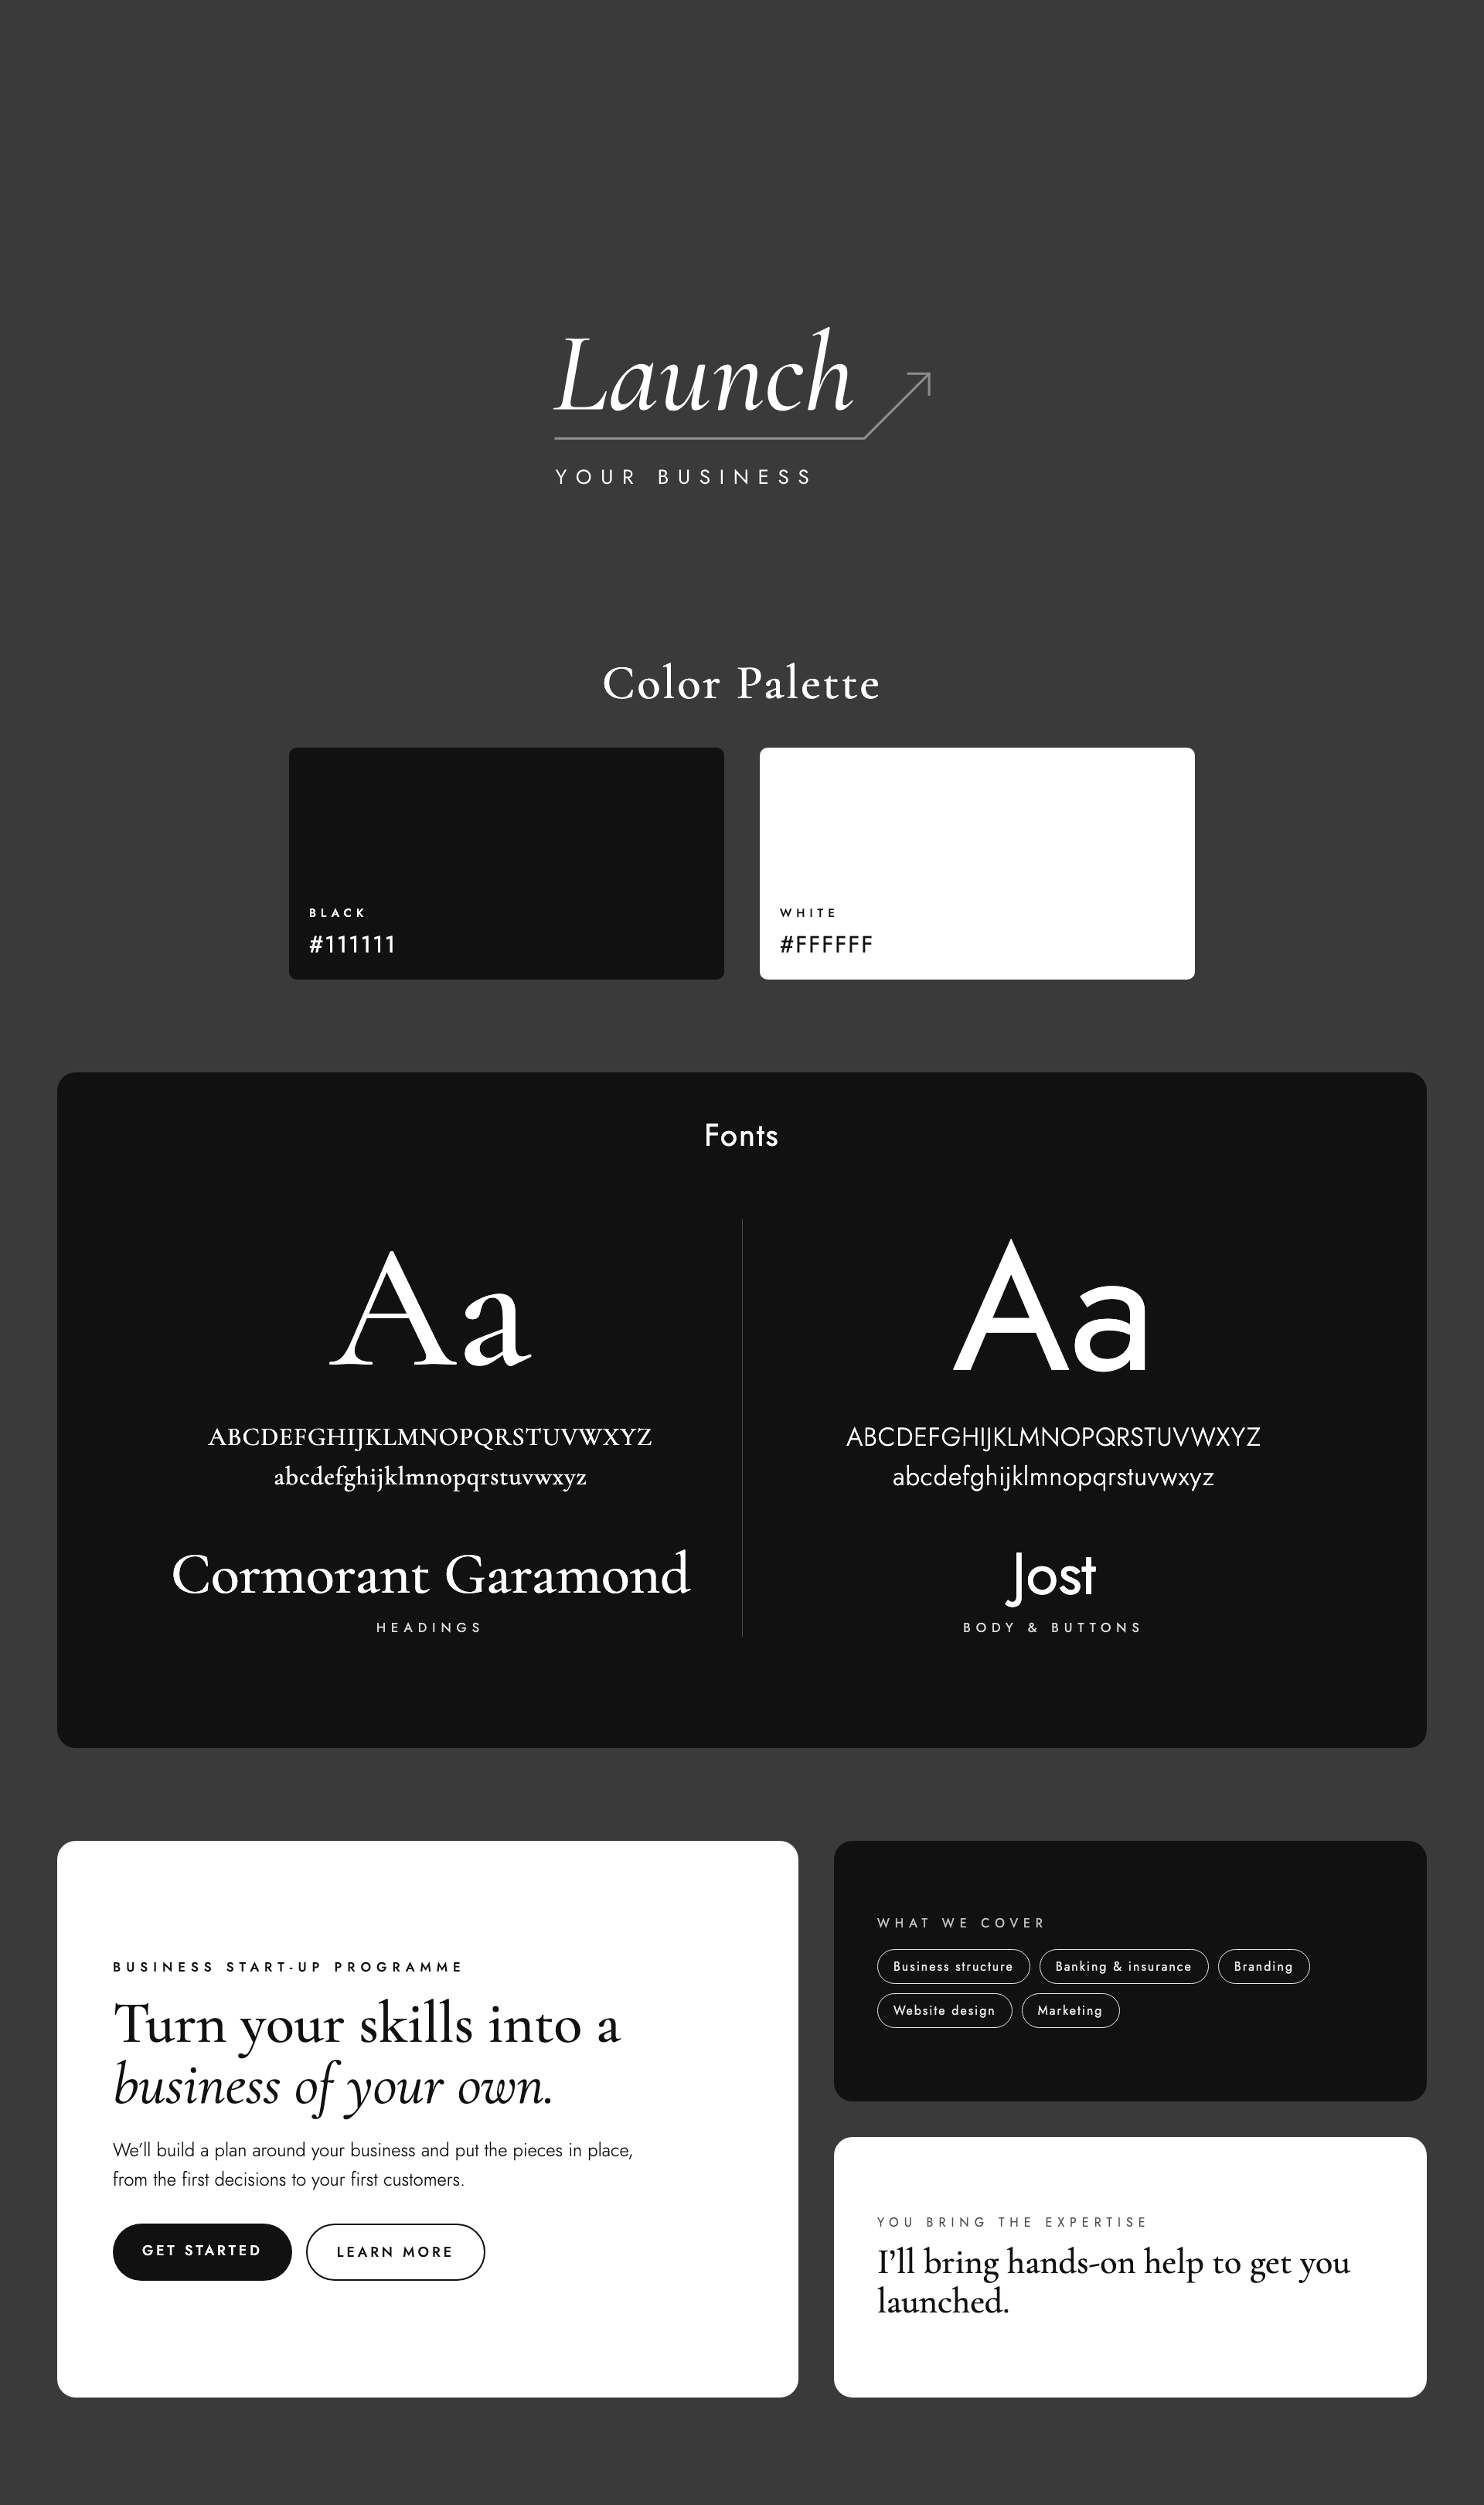 Launch
YOUR BUSINESS
Color Palette
BLACK
#111111
WHITE
#FFFFFF
Fonts
Aa
ABCDEFGHIJKLMNOPQRSTUVWXYZ
abcdefghijklmnopqrstuvwxyz
Cormorant Garamond
HEADINGS
Aa
ABCDEFGHIJKLMNOPQRSTUVWXYZ
abcdefghijklmnopqrstuvwxyz
Jost
BODY & BUTTONS
BUSINESS START-UP PROGRAMME
Turn your skills into a
business of your own.
We’ll build a plan around your business and put the pieces in place,
from the first decisions to your first customers.
GET STARTED
LEARN MORE
WHAT WE COVER
Business structure
Banking & insurance
Branding
Website design
Marketing
YOU BRING THE EXPERTISE
I’ll bring hands-on help to get you
launched.